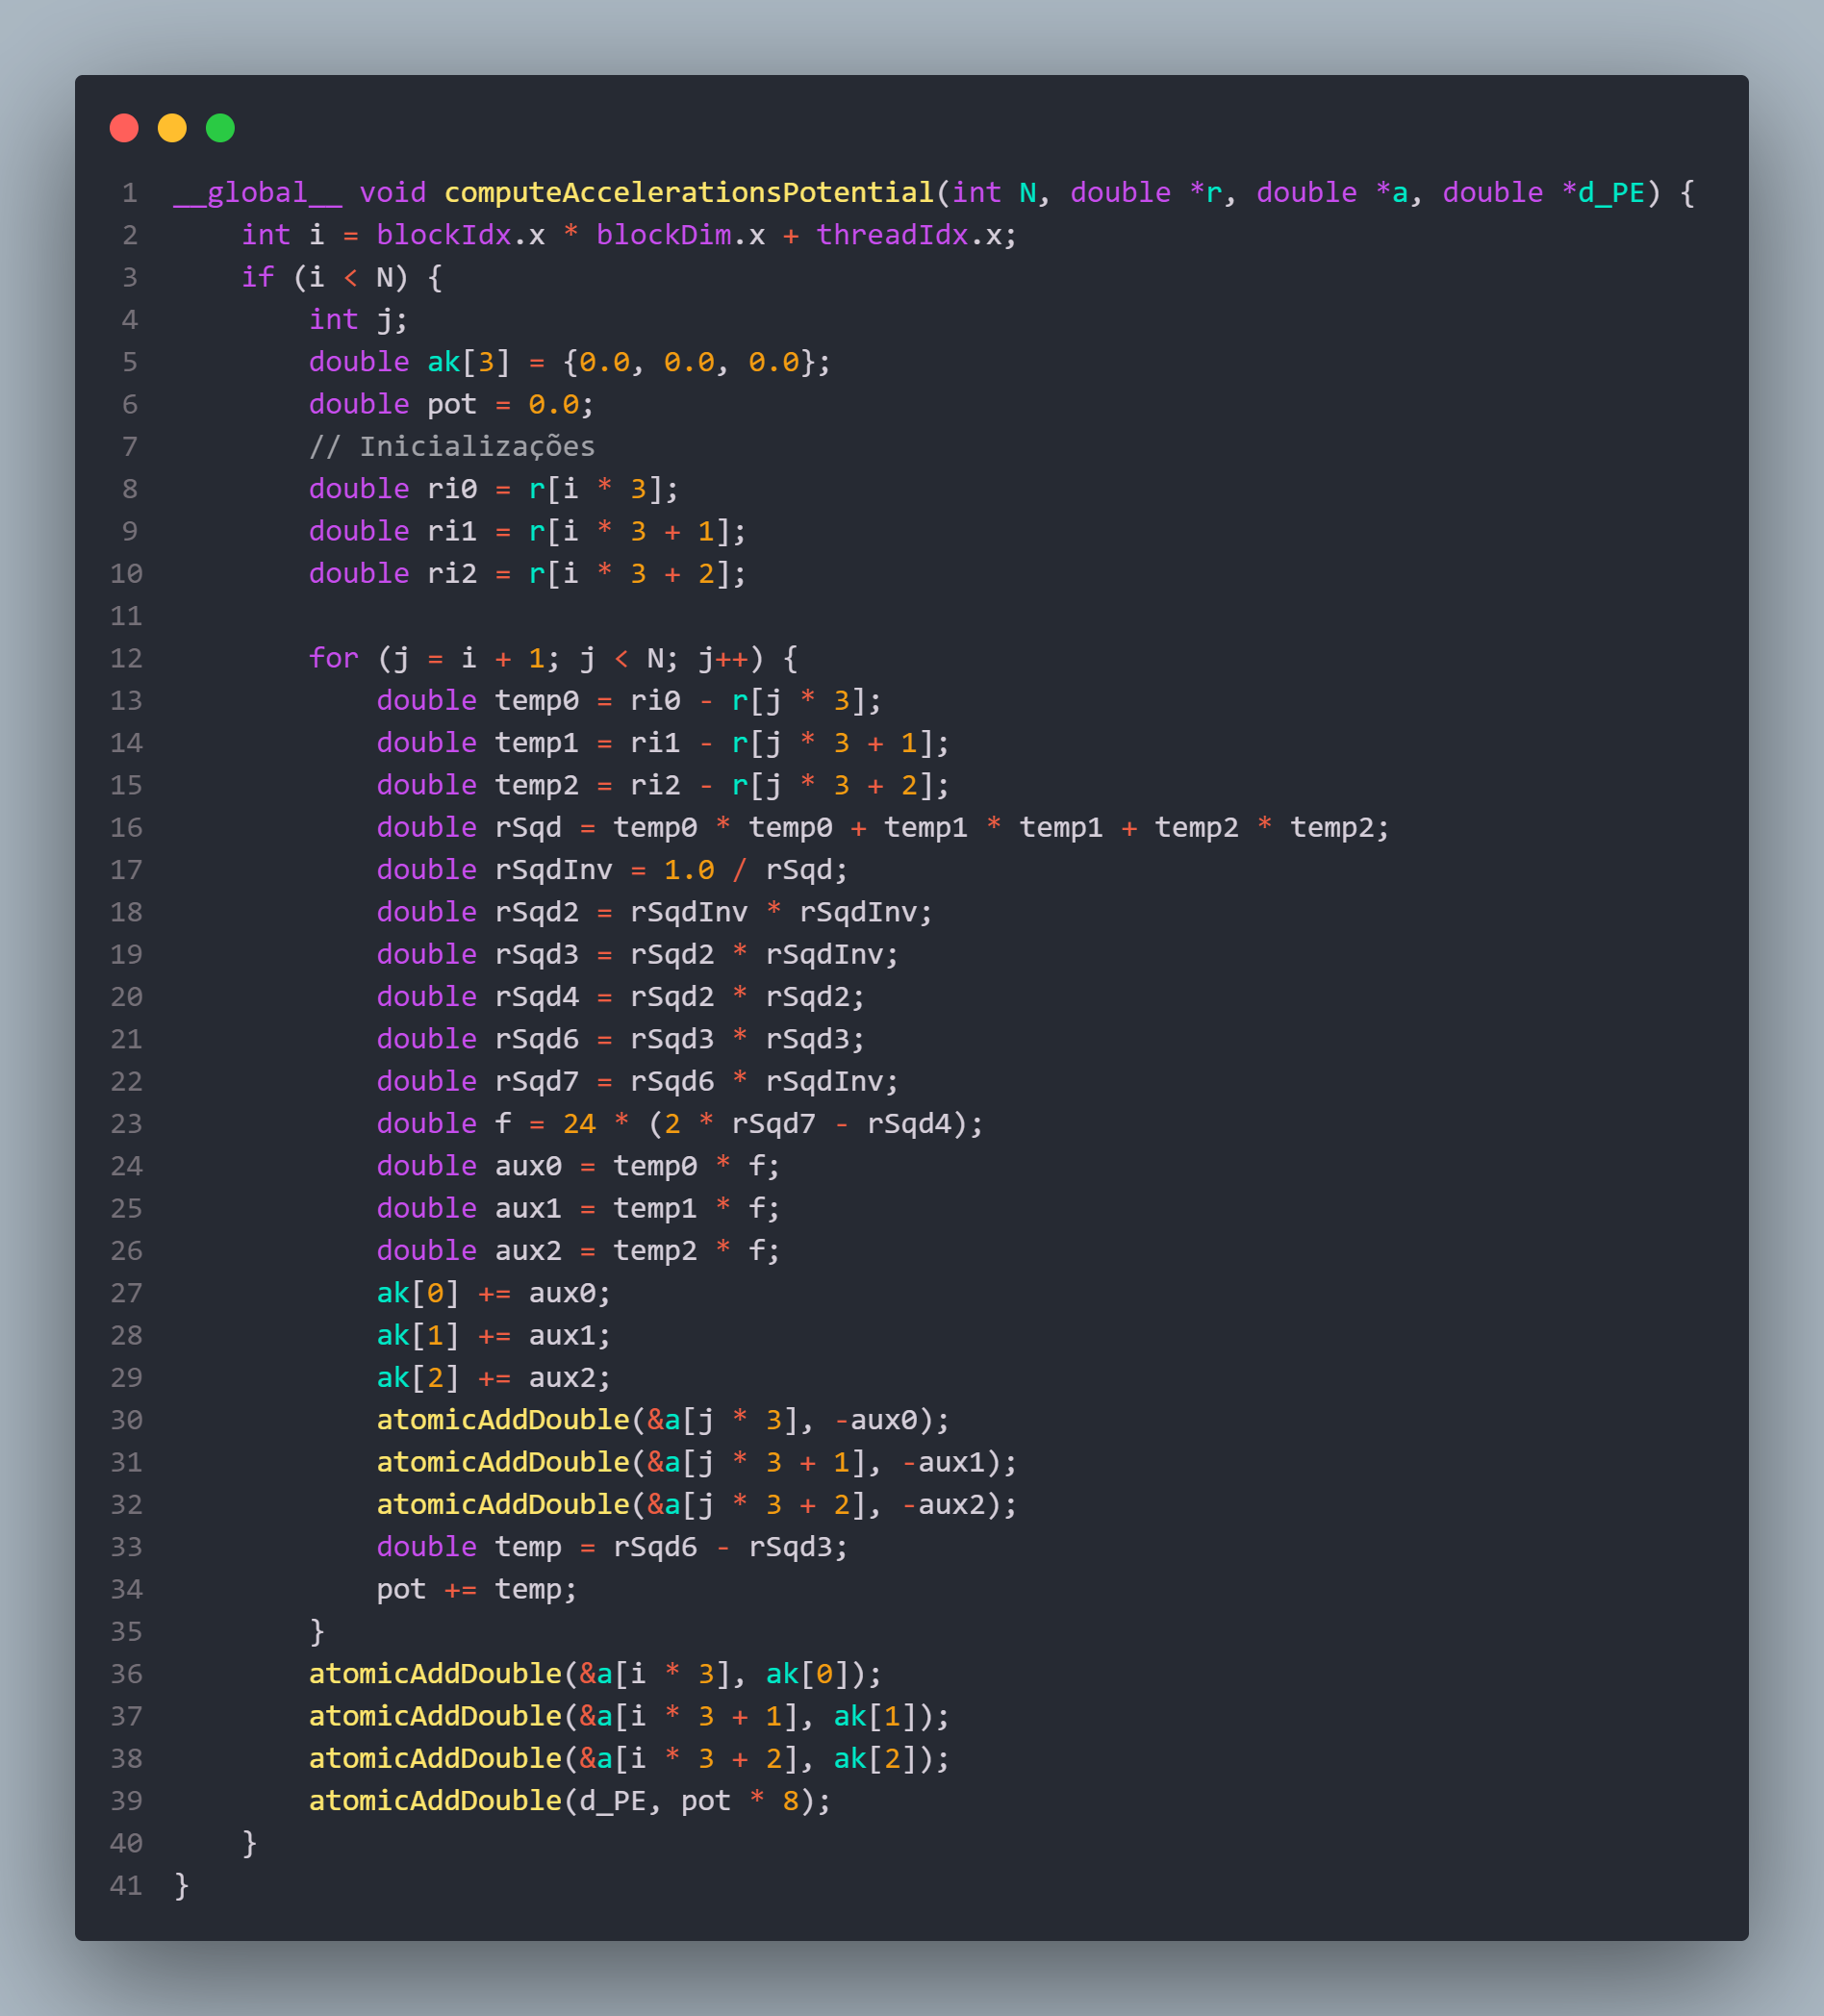 1 __global__ void computeAccelerationsPotential(int N, double *r, double *a, double *d_PE) {
2     int i = blockIdx.x * blockDim.x + threadIdx.x;
3     if (i < N) {
4         int j;
5         double ak[3] = {0.0, 0.0, 0.0};
6         double pot = 0.0;
7         // Inicializações
8         double ri0 = r[i * 3];
9         double ri1 = r[i * 3 + 1];
10         double ri2 = r[i * 3 + 2];
11
12         for (j = i + 1; j < N; j++) {
13             double temp0 = ri0 - r[j * 3];
14             double temp1 = ri1 - r[j * 3 + 1];
15             double temp2 = ri2 - r[j * 3 + 2];
16             double rSqd = temp0 * temp0 + temp1 * temp1 + temp2 * temp2;
17             double rSqdInv = 1.0 / rSqd;
18             double rSqd2 = rSqdInv * rSqdInv;
19             double rSqd3 = rSqd2 * rSqdInv;
20             double rSqd4 = rSqd2 * rSqd2;
21             double rSqd6 = rSqd3 * rSqd3;
22             double rSqd7 = rSqd6 * rSqdInv;
23             double f = 24 * (2 * rSqd7 - rSqd4);
24             double aux0 = temp0 * f;
25             double aux1 = temp1 * f;
26             double aux2 = temp2 * f;
27             ak[0] += aux0;
28             ak[1] += aux1;
29             ak[2] += aux2;
30             atomicAddDouble(&a[j * 3], -aux0);
31             atomicAddDouble(&a[j * 3 + 1], -aux1);
32             atomicAddDouble(&a[j * 3 + 2], -aux2);
33             double temp = rSqd6 - rSqd3;
34             pot += temp;
35         }
36         atomicAddDouble(&a[i * 3], ak[0]);
37         atomicAddDouble(&a[i * 3 + 1], ak[1]);
38         atomicAddDouble(&a[i * 3 + 2], ak[2]);
39         atomicAddDouble(d_PE, pot * 8);
40     }
41 }